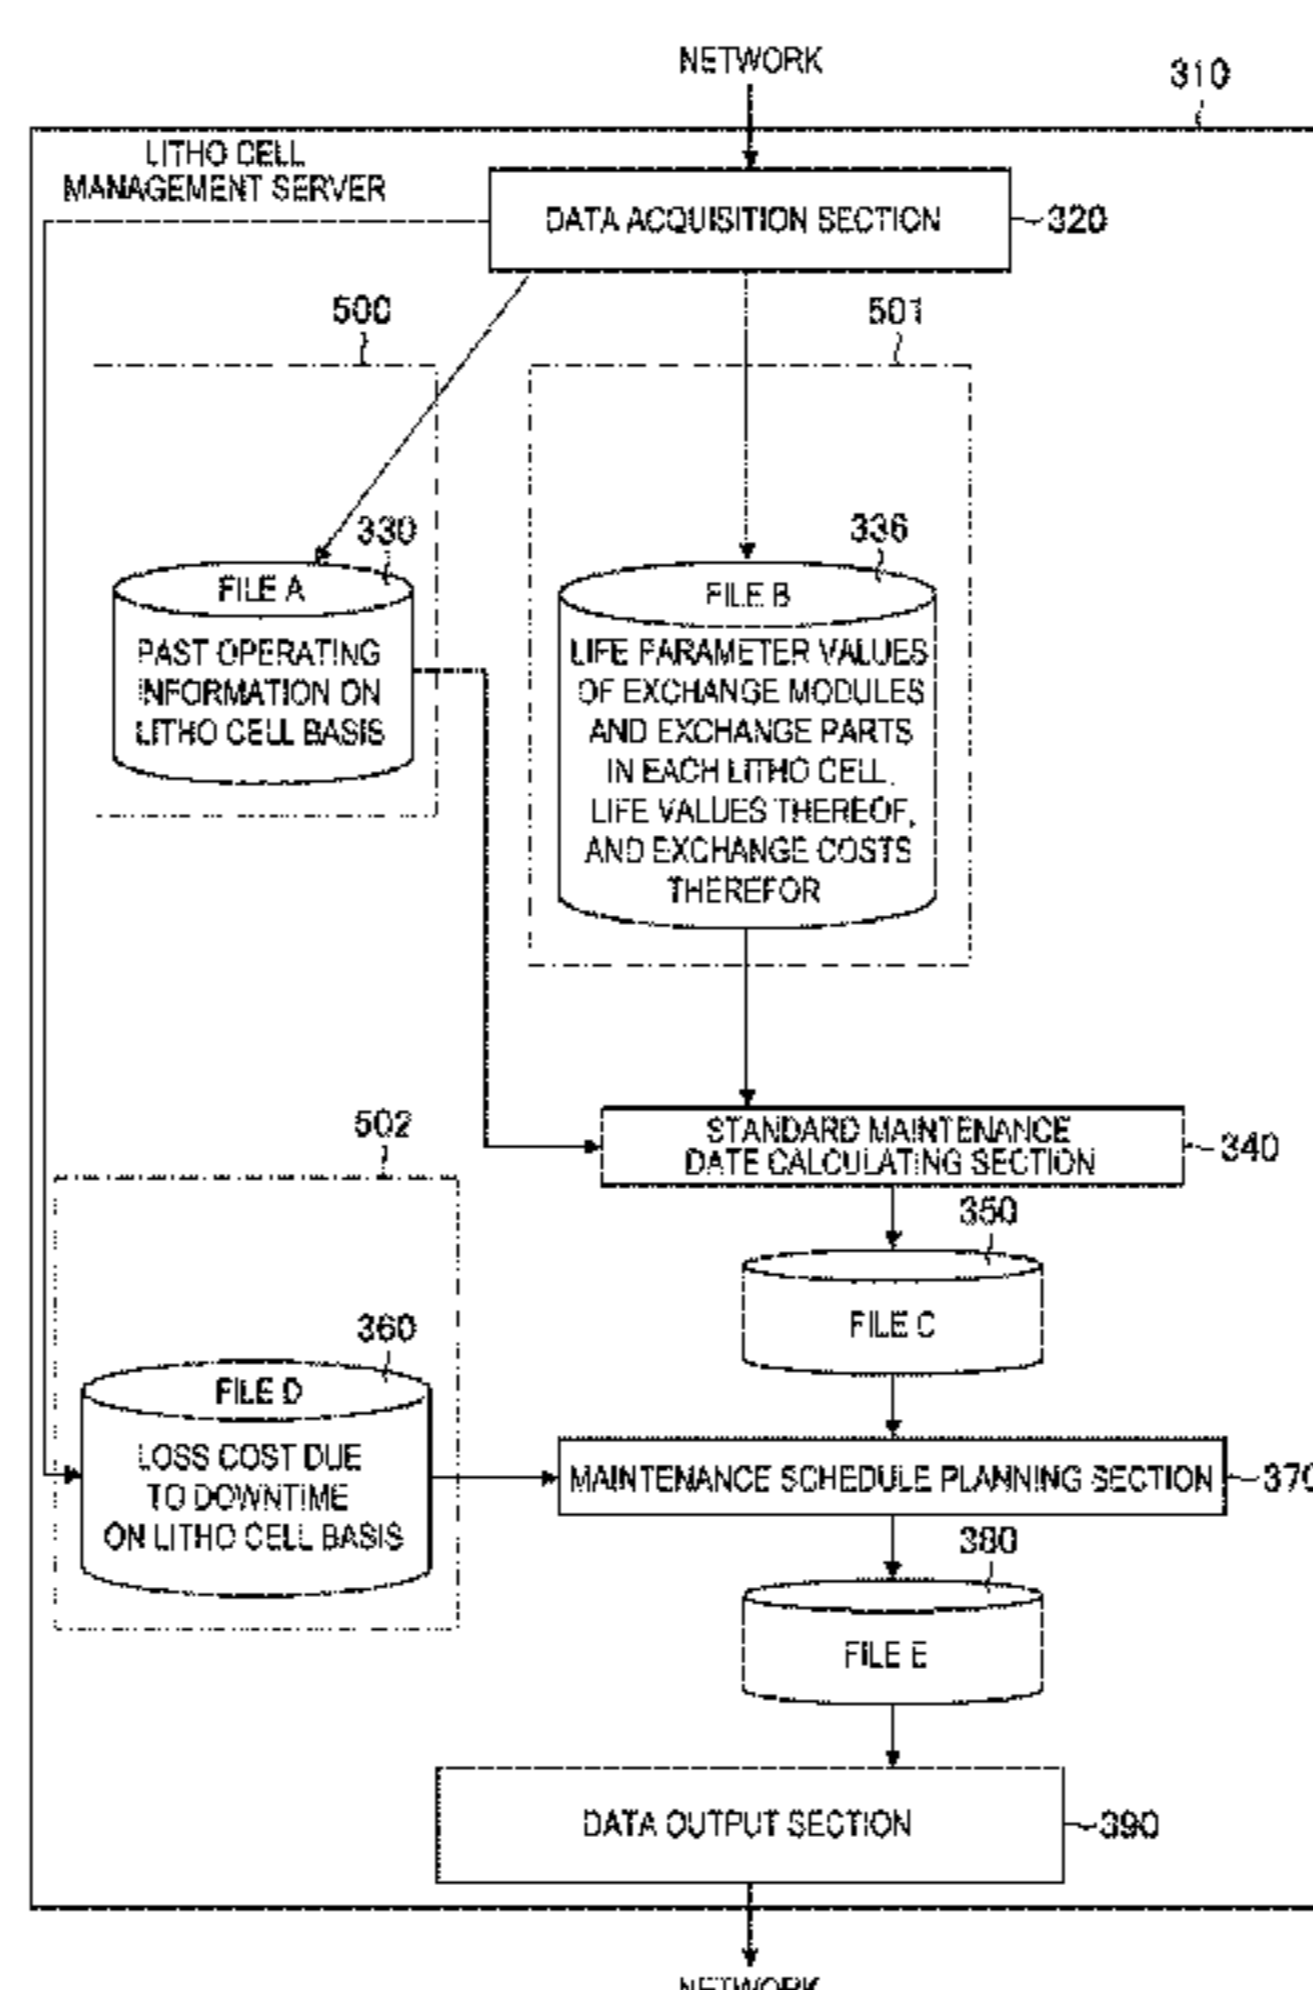 NETWORK
310
LITHO CELL
MANAGEMENT SERVER
DATA ACQUISITION SECTION
320
500
501
330
336
FILE A
PAST OPERATING
INFORMATION ON
LITHO CELL BASIS
FILE B
LIFE PARAMETER VALUES
OF EXCHANGE MODULES
AND EXCHANGE PARTS
IN EACH LITHO CELL,
LIFE VALUES THEREOF,
AND EXCHANGE COSTS
THEREFOR
502
STANDARD MAINTENANCE
DATE CALCULATING SECTION
340
350
FILE C
360
FILE D
LOSS COST DUE
TO DOWNTIME
ON LITHO CELL BASIS
MAINTENANCE SCHEDULE PLANNING SECTION
370
380
FILE E
DATA OUTPUT SECTION
390
NETWORK